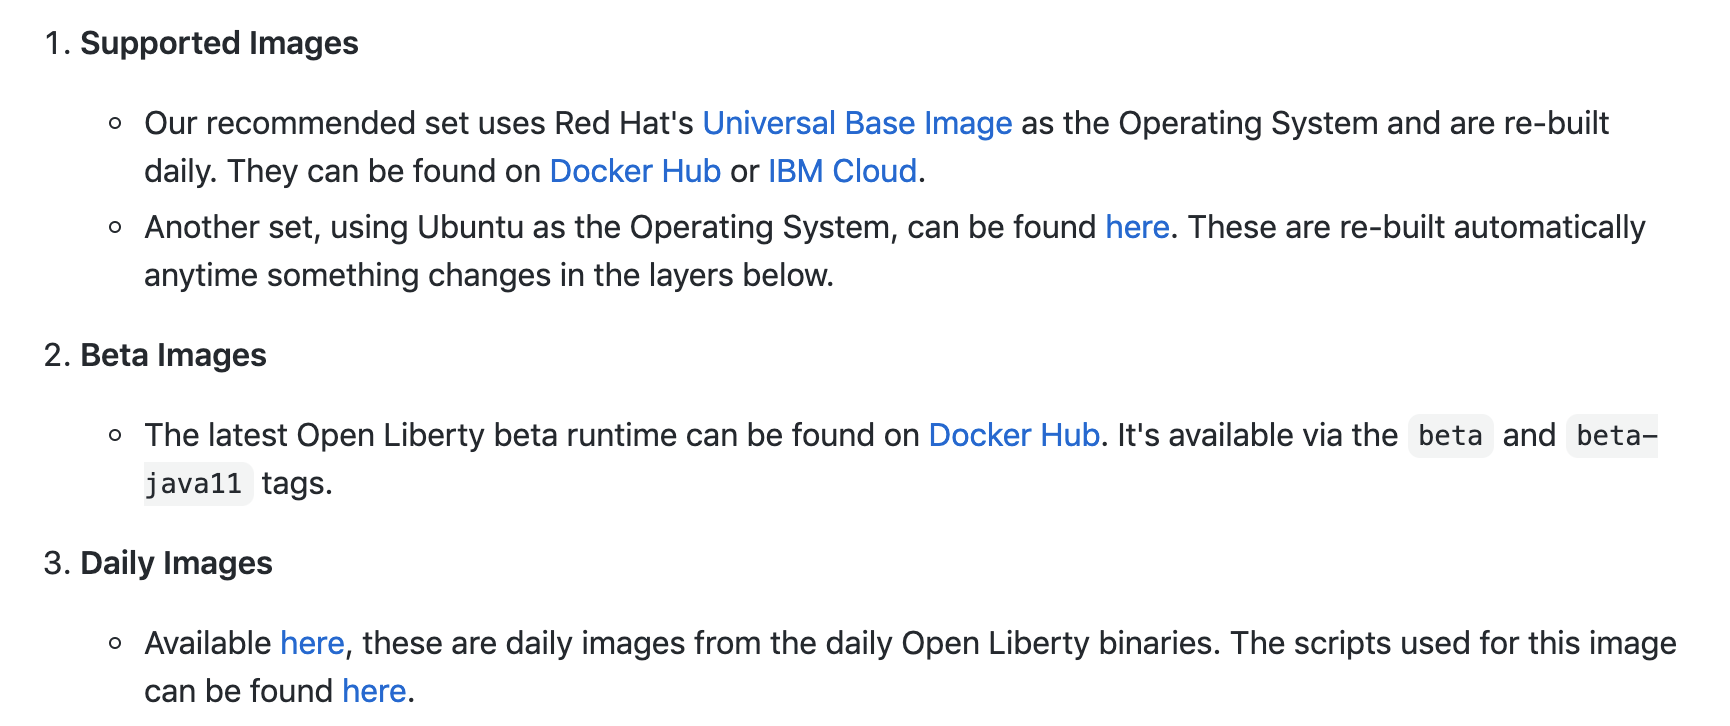 1. Supported Images
Our recommended set uses Red Hat's Universal Base Image as the Operating System and are re-built
daily. They can be found on Docker Hub or IBM Cloud.
Another set, using Ubuntu as the Operating System, can be found here. These are re-built automatically
anytime something changes in the layers below.
2. Beta Images
The latest Open Liberty beta runtime can be found on Docker Hub. It's available via the beta and beta-
java11 tags.
3. Daily Images
Available here, these are daily images from the daily Open Liberty binaries. The scripts used for this image
can be found here.